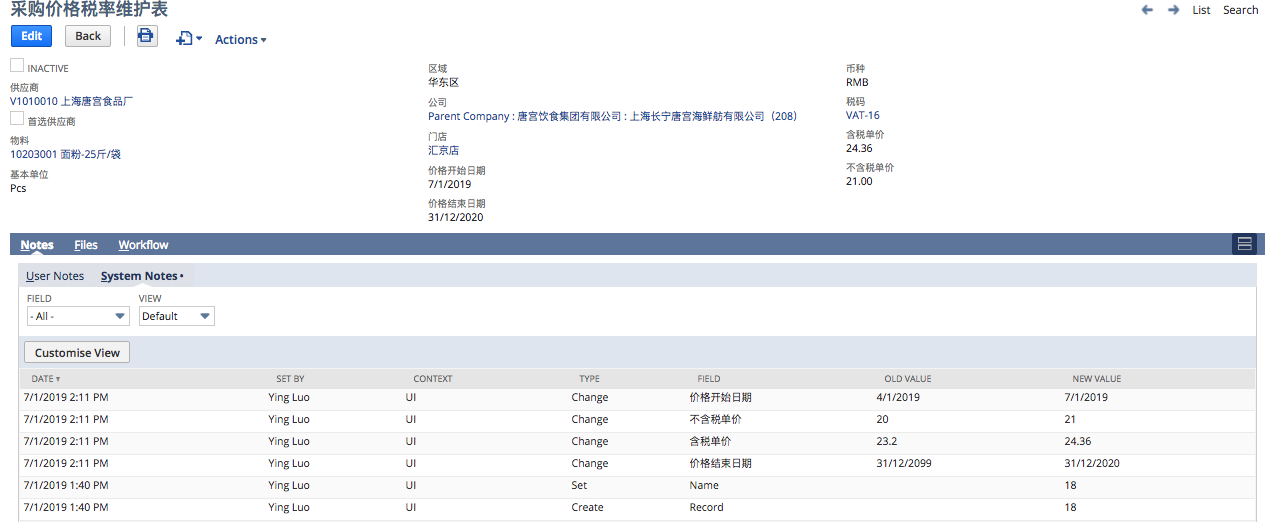 采购价格税率维护表
List Search
Edit Back Actions
INACTIVE
供应商
V1010010 上海唐宫食品厂
首选供应商
物料
10203001 面粉-25斤/袋
基本单位
Pcs
区域
华东区
公司
Parent Company : 唐宫饮食集团有限公司 : 上海长宁唐宫海鲜舫有限公司（208）
门店
汇京店
价格开始日期
7/1/2019
价格结束日期
31/12/2020
币种
RMB
税码
VAT-16
含税单价
24.36
不含税单价
21.00
Notes Files Workflow
User Notes System Notes •
FIELD VIEW
- All - Default
Customise View
DATE SET BY CONTEXT TYPE FIELD OLD VALUE NEW VALUE
7/1/2019 2:11 PM Ying Luo UI Change 价格开始日期 4/1/2019 7/1/2019
7/1/2019 2:11 PM Ying Luo UI Change 不含税单价 20 21
7/1/2019 2:11 PM Ying Luo UI Change 含税单价 23.2 24.36
7/1/2019 2:11 PM Ying Luo UI Change 价格结束日期 31/12/2099 31/12/2020
7/1/2019 1:40 PM Ying Luo UI Set Name 18
7/1/2019 1:40 PM Ying Luo UI Create Record 18